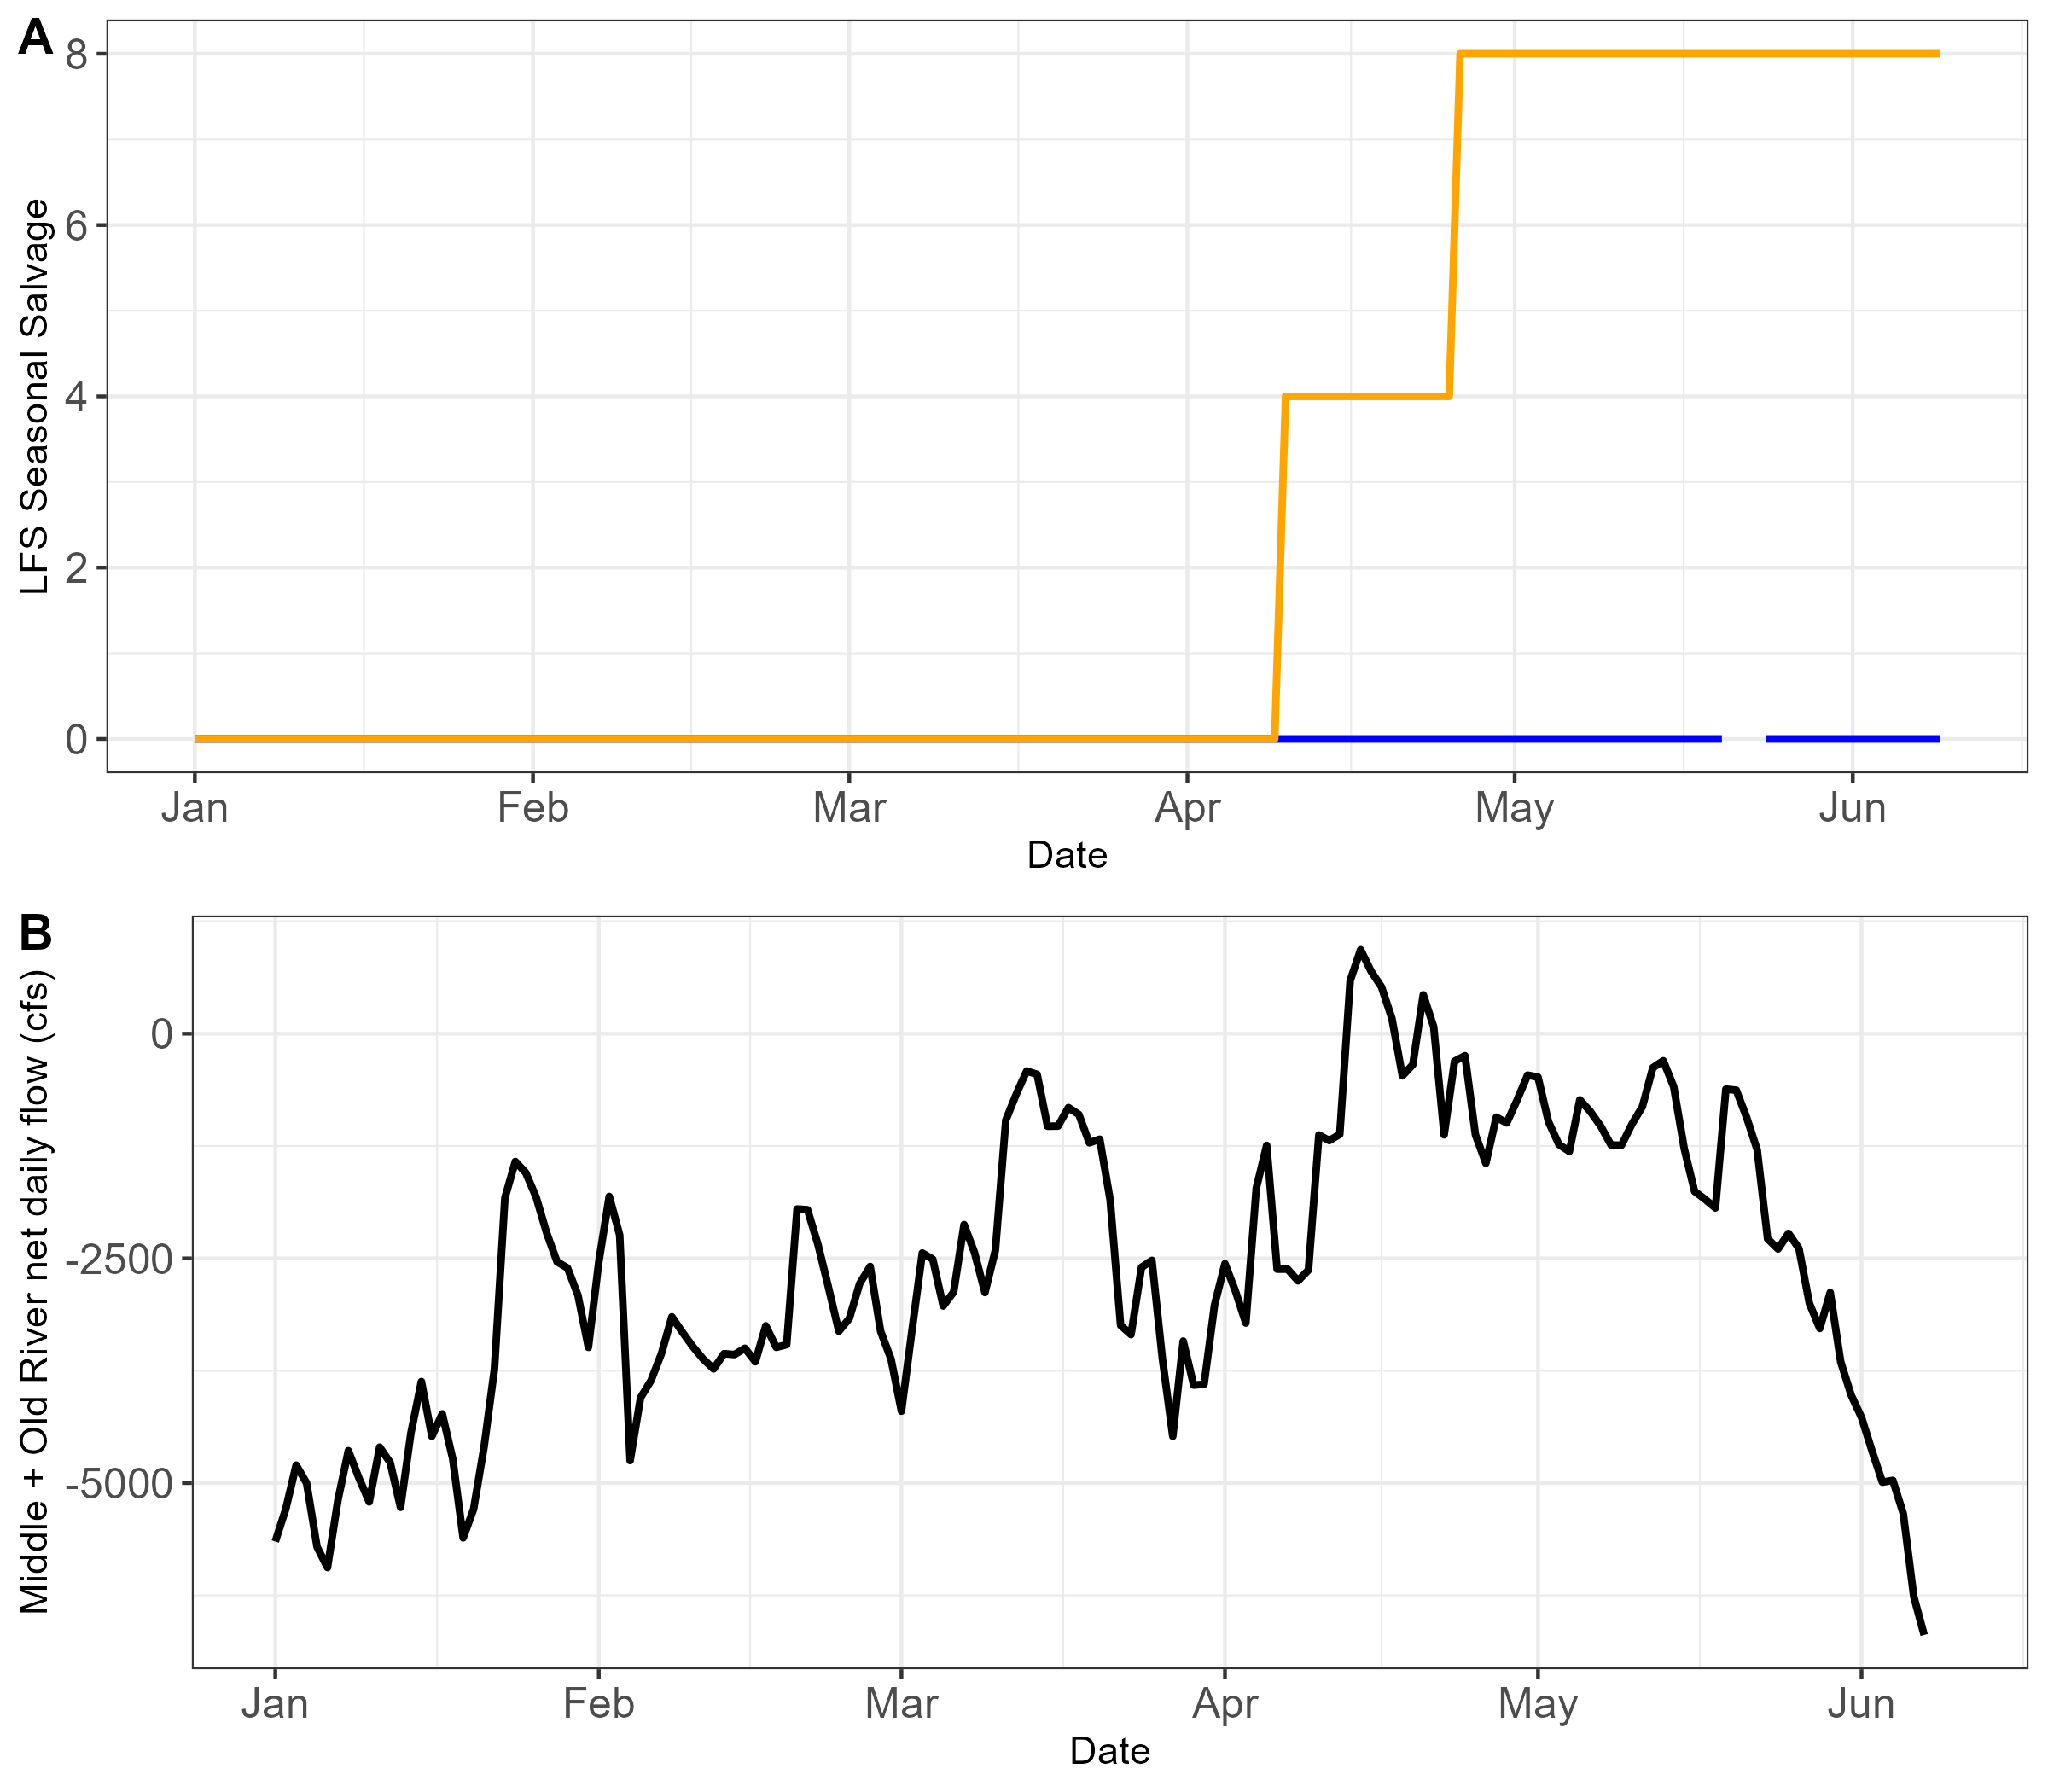 A
LFS Seasonal Salvage
8
6
4
2
0
Jan Feb Mar Apr May Jun
Date
B
Middle + Old River net daily flow (cfs)
0
-2500
-5000
Jan Feb Mar Apr May Jun
Date